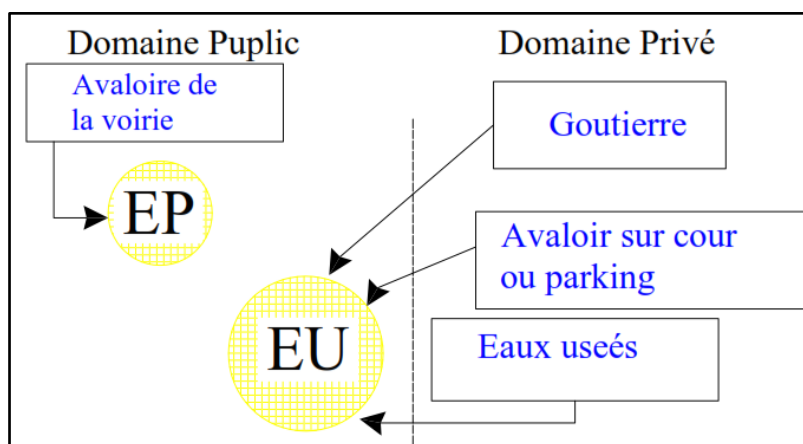 Domaine Puplic
Domaine Privé
Avaloire de
la voirie
Goutierre
EP
Avaloir sur cour
ou parking
EU
Eaux useés